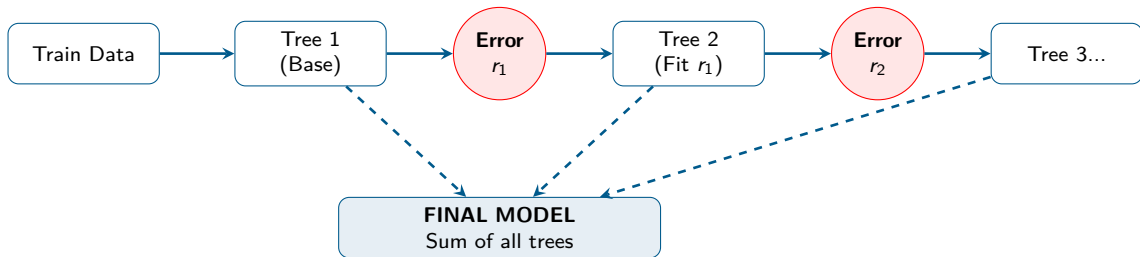 Train Data
Tree 1
(Base)
Error
r₁
Tree 2
(Fit r₁)
Error
r₂
Tree 3...
FINAL MODEL
Sum of all trees